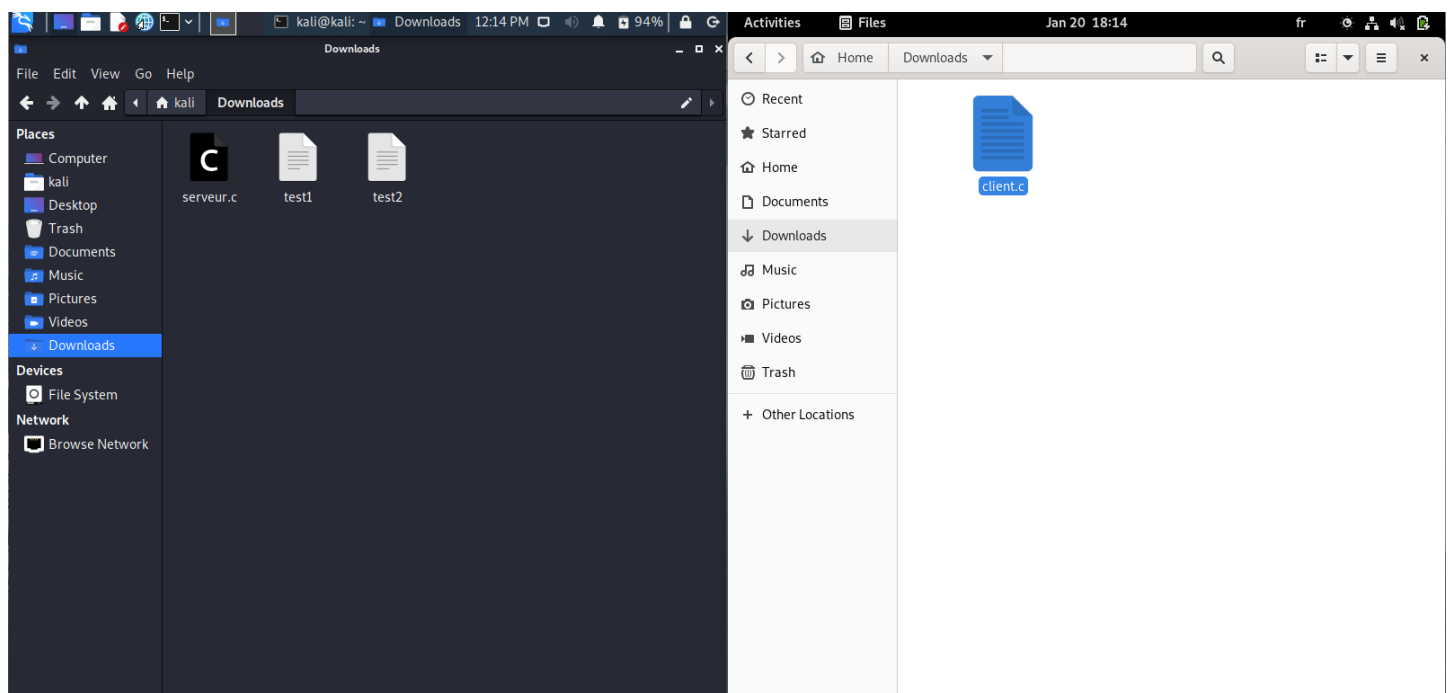 kali@kali: ~ Downloads 12:14 PM 94%
Downloads
File Edit View Go Help
kali Downloads
Places
Computer
kali
Desktop
Trash
Documents
Music
Pictures
Videos
Downloads
Devices
File System
Network
Browse Network
C
serveur.c test1 test2
Activities Files Jan 20 18:14 fr
Home Downloads
Recent
Starred
Home
Documents
Downloads
Music
Pictures
Videos
Trash
+ Other Locations
client.c